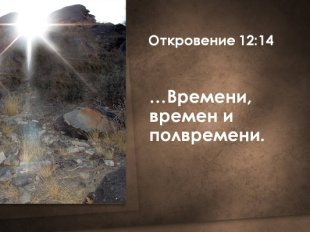 Откровение 12:14
…Времени,
времен и
полвремени.